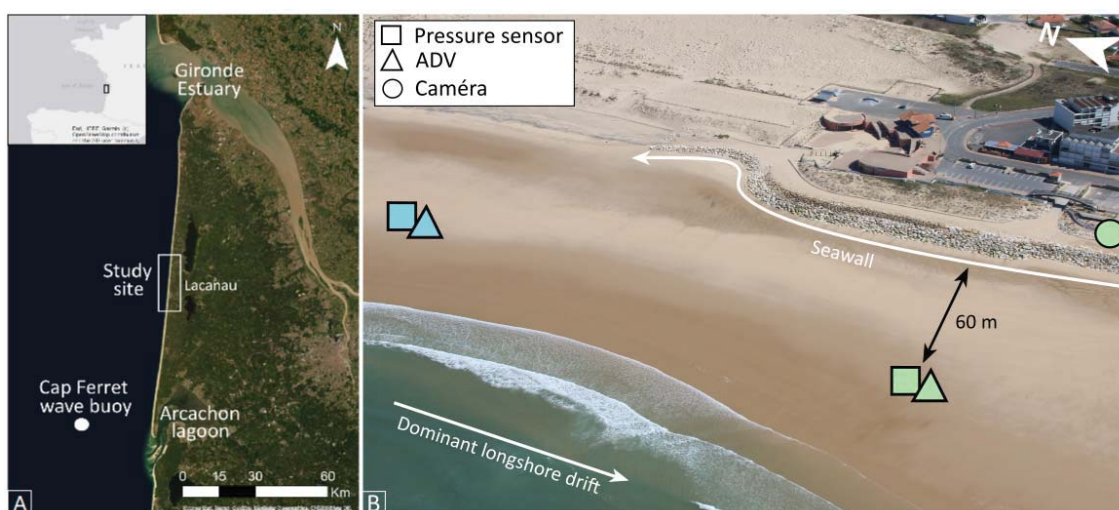 Gironde
Estuary
N
Study
site
Lacanau
Cap Ferret
wave buoy
Arcachon
lagoon
0 15 30 60
Km
A
Pressure sensor
ADV
Caméra
N
Seawall
60 m
Dominant longshore drift
B